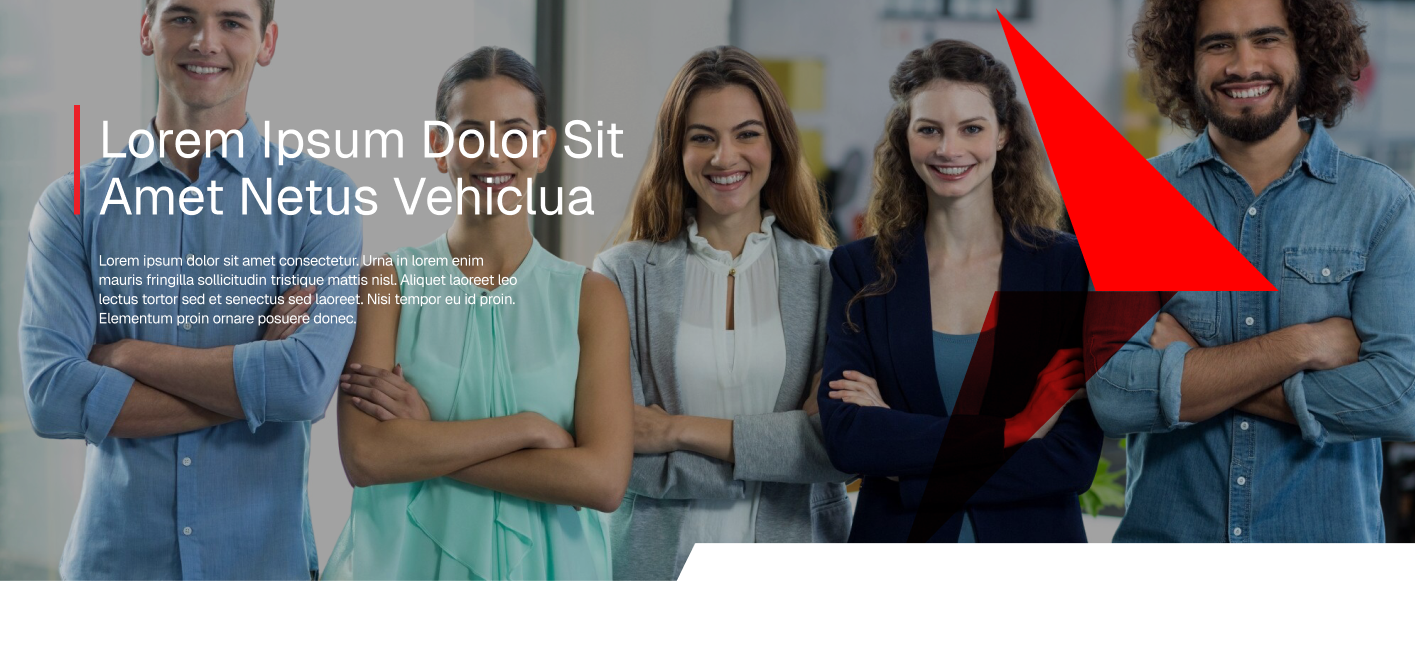 Lorem Ipsum Dolor Sit
Amet Netus Vehiclua
Lorem ipsum dolor sit amet consectetur. Urna in lorem enim
mauris fringilla sollicitudin tristique mattis nisl. Aliquet laoreet leo
lectus tortor sed et senectus sed laoreet. Nisi tempor eu id proin.
Elementum proin ornare posuere donec.